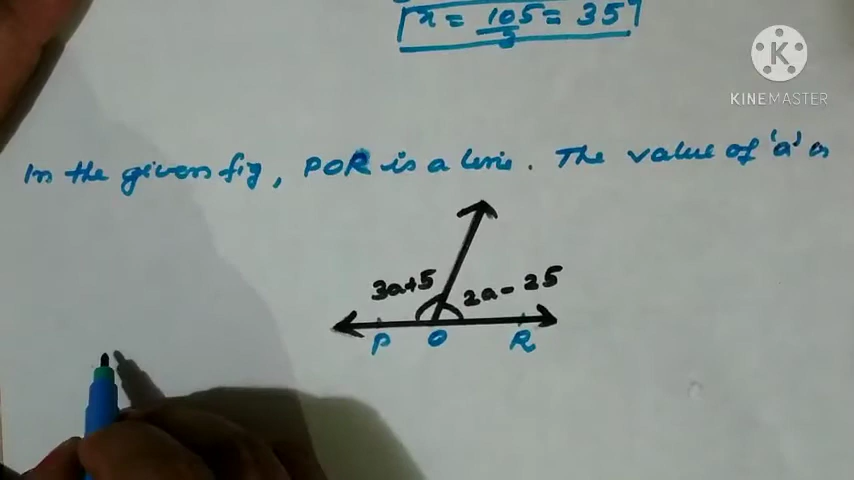 x = 105 = 35
3
K
KINEMASTER
In the given fig, POR is a line. The value of 'a' is
3a+5
2a-25
P O R